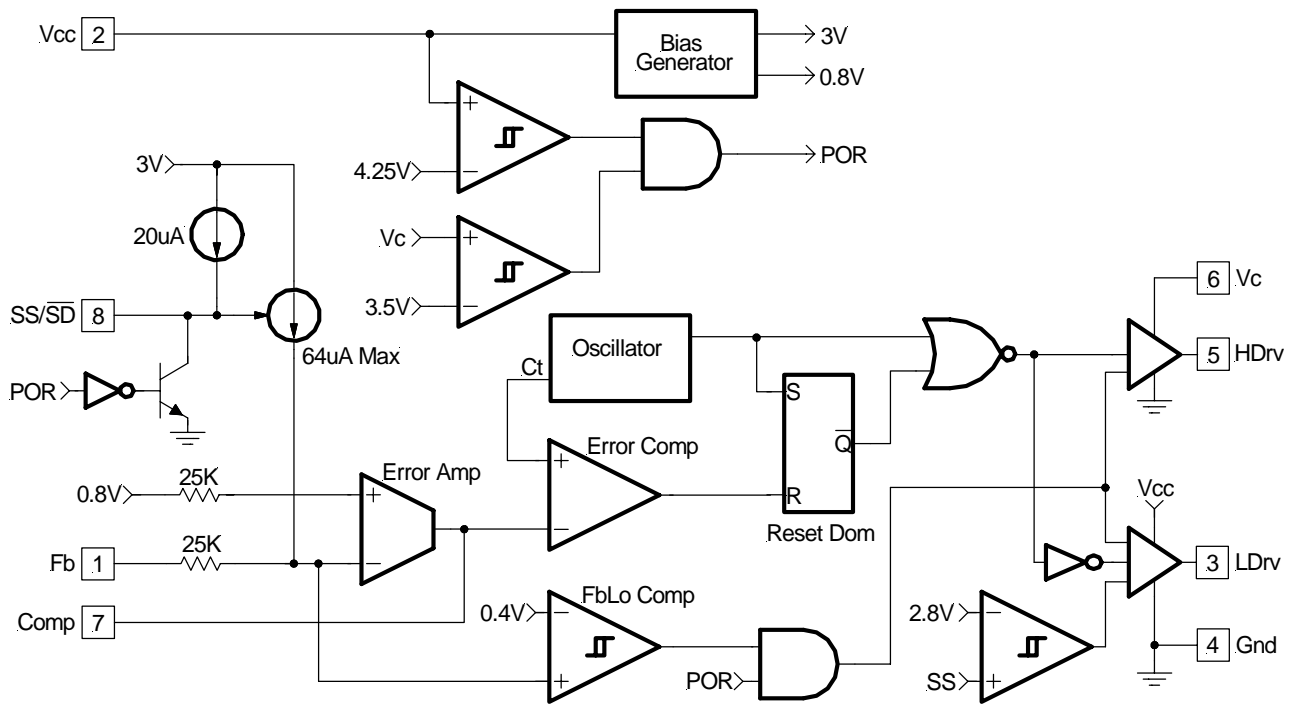 Vcc 2
Bias
Generator
3V
0.8V
4.25V
POR
3V
20uA
Vc
3.5V
SS/SD 8
64uA Max
POR
Oscillator
Ct
6 Vc
5 HDrv
S
Q
R
Reset Dom
Error Comp
Error Amp
0.8V
25K
Fb 1
25K
Comp 7
Vcc
3 LDrv
FbLo Comp
0.4V
POR
2.8V
SS
4 Gnd